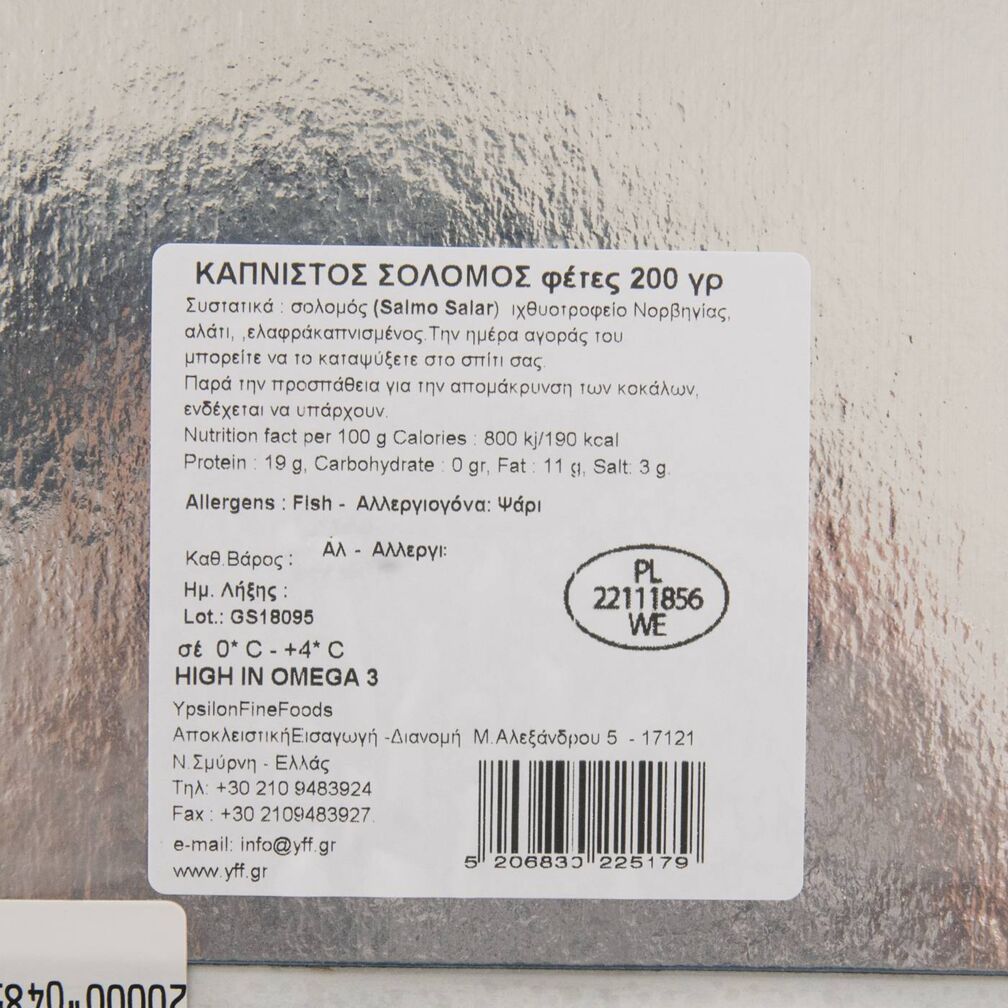 ΚΑΠΝΙΣΤΟΣ ΣΟΛΟΜΟΣ φέτες 200 γρ
Συστατικά : σολομός (Salmo Salar) ιχθυοτροφείο Νορβηγίας,
αλάτι, ,ελαφράκαπνισμένος.Την ημέρα αγοράς του
μπορείτε να το καταψύξετε στο σπίτι σας.
Παρά την προσπάθεια για την απομάκρυνση των κοκάλων,
ενδέχεται να υπάρχουν.
Nutrition fact per 100 g Calories : 800 kj/190 kcal
Protein : 19 g, Carbohydrate : 0 gr, Fat : 11 g, Salt: 3 g.
Allergens : Fish - Αλλεργιογόνα: Ψάρι
Καθ.Βάρος : Αλ - Αλλεργι:
Ημ. Λήξης :
Lot.: GS18095
σέ 0* C - +4* C
HIGH IN OMEGA 3
PL
22111856
WE
YpsilonFineFoods
ΑποκλειστικήΕισαγωγή -Διανομή Μ.Αλεξάνδρου 5 - 17121
Ν.Σμύρνη - Ελλάς
Τηλ: +30 210 9483924
Fax : +30 2109483927.
e-mail: info@yff.gr
www.yff.gr
5 206830 225179